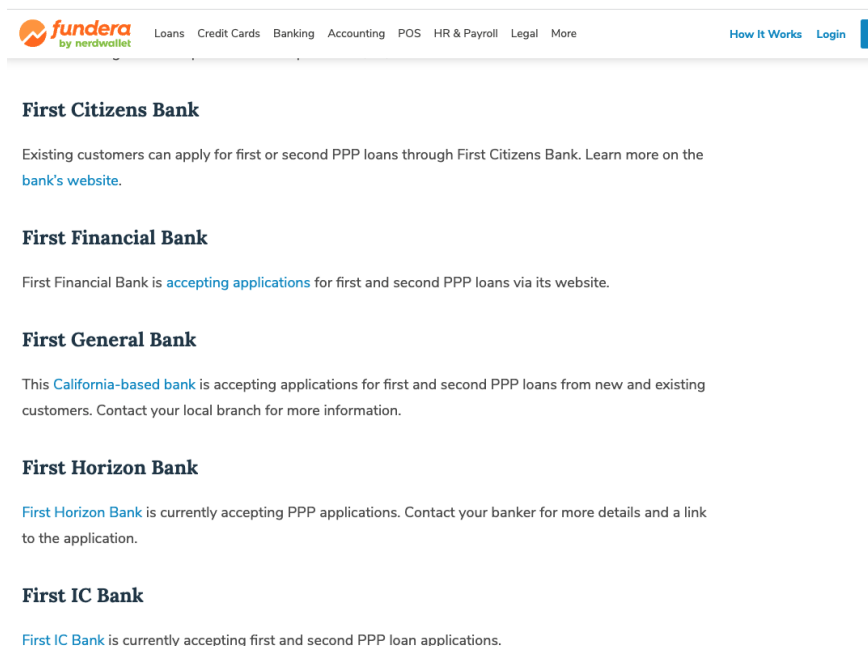 fundera
by nerdwallet
Loans Credit Cards Banking Accounting POS HR & Payroll Legal More
How It Works Login
First Citizens Bank
Existing customers can apply for first or second PPP loans through First Citizens Bank. Learn more on the
bank's website.
First Financial Bank
First Financial Bank is accepting applications for first and second PPP loans via its website.
First General Bank
This California-based bank is accepting applications for first and second PPP loans from new and existing
customers. Contact your local branch for more information.
First Horizon Bank
First Horizon Bank is currently accepting PPP applications. Contact your banker for more details and a link
to the application.
First IC Bank
First IC Bank is currently accepting first and second PPP loan applications.